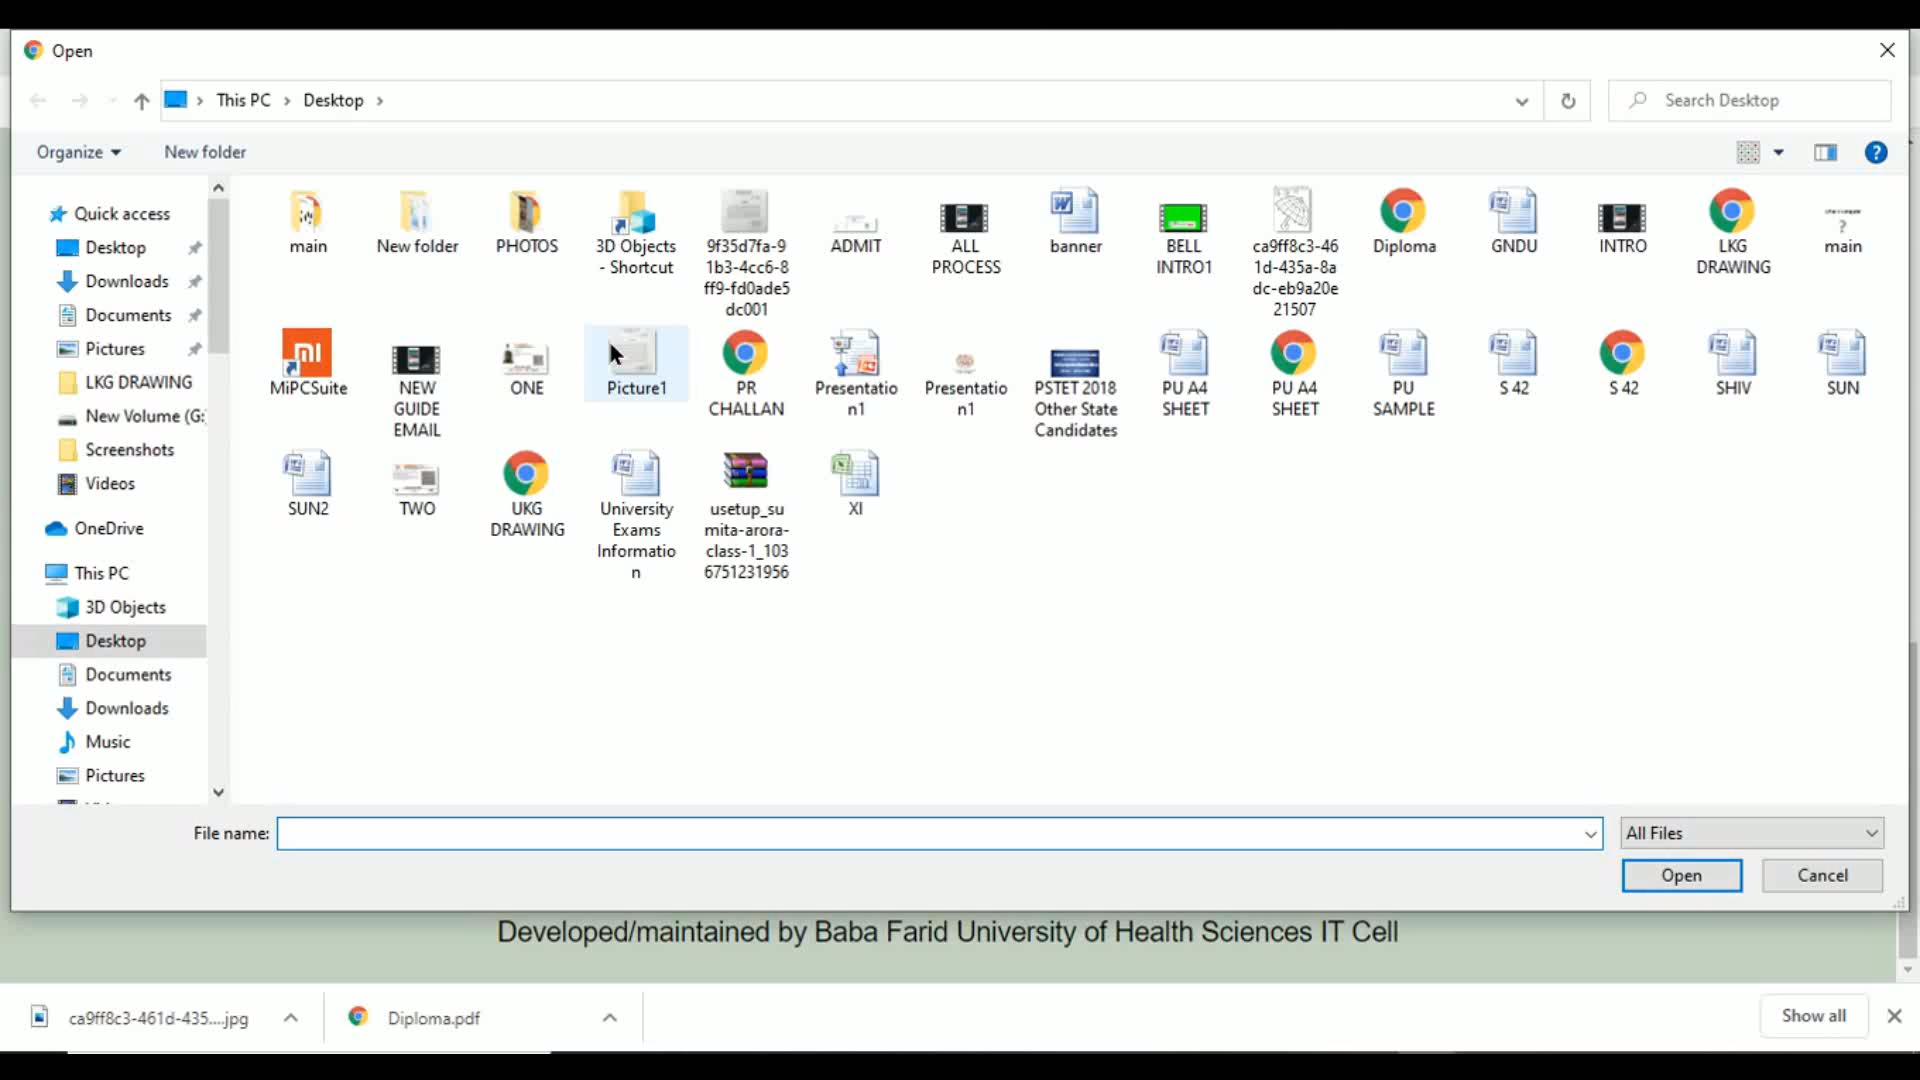 Open
This PC > Desktop >
Search Desktop
Organize
New folder
Quick access
Desktop
Downloads
Documents
Pictures
LKG DRAWING
New Volume (G:
Screenshots
Videos
OneDrive
This PC
3D Objects
Desktop
Documents
Downloads
Music
Pictures
main
New folder
PHOTOS
3D Objects
- Shortcut
9f35d7fa-9
1b3-4cc6-8
ff9-fd0ade5
dc001
ADMIT
ALL
PROCESS
banner
BELL
INTRO1
ca9ff8c3-46
1d-435a-8a
dc-eb9a20e
21507
Diploma
GNDU
INTRO
LKG
DRAWING
main
MiPCSuite
NEW
GUIDE
EMAIL
ONE
Picture1
PR
CHALLAN
Presentatio
n1
Presentatio
n1
PSTET 2018
Other State
Candidates
PU A4
SHEET
PU A4
SHEET
PU
SAMPLE
S 42
S 42
SHIV
SUN
SUN2
TWO
UKG
DRAWING
University
Exams
Informatio
n
usetup_su
mita-arora-
class-1_103
6751231956
XI
File name:
All Files
Open
Cancel
Developed/maintained by Baba Farid University of Health Sciences IT Cell
ca9ff8c3-461d-435....jpg
Diploma.pdf
Show all